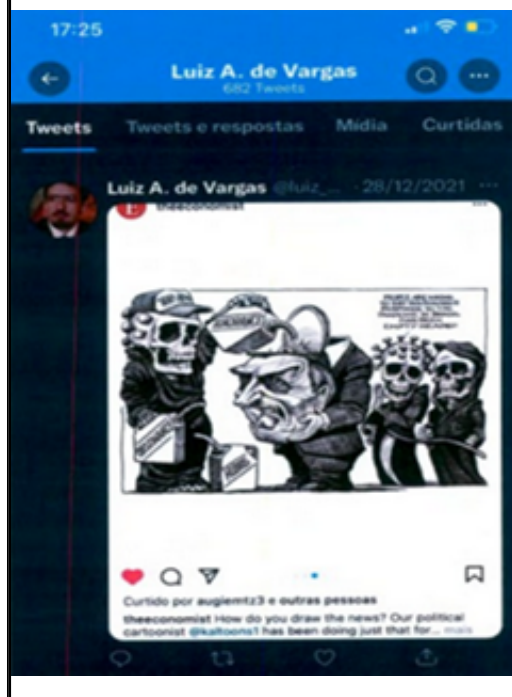 17:25
Luiz A. de Vargas
682 Tweets
Tweets Tweets e respostas Mídia Curtidas
Luiz A. de Vargas @luiz_... · 28/12/2021
theeconomist
Curtido por augiemtz3 e outras pessoas
theeconomist How do you draw the news? Our political
cartoonist @kaltoons1 has been doing just that for... mais